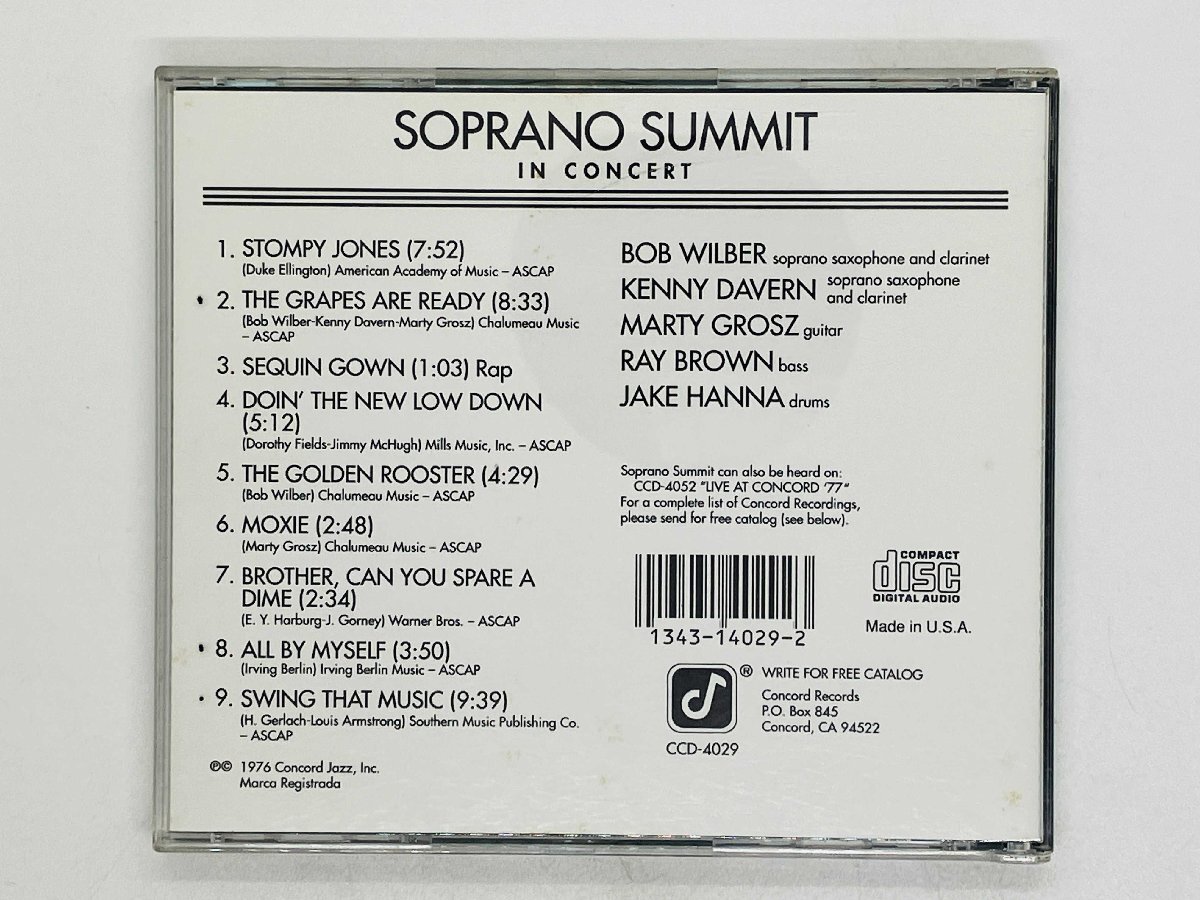 SOPRANO SUMMIT
IN CONCERT
1. STOMPY JONES (7:52)
(Duke Ellington) American Academy of Music – ASCAP
• 2. THE GRAPES ARE READY (8:33)
(Bob Wilber-Kenny Davern-Marty Grosz) Chalumeau Music
– ASCAP
3. SEQUIN GOWN (1:03) Rap
4. DOIN' THE NEW LOW DOWN
(5:12)
(Dorothy Fields-Jimmy McHugh) Mills Music, Inc. – ASCAP
5. THE GOLDEN ROOSTER (4:29)
(Bob Wilber) Chalumeau Music – ASCAP
6. MOXIE (2:48)
(Marty Grosz) Chalumeau Music – ASCAP
7. BROTHER, CAN YOU SPARE A
DIME (2:34)
(E. Y. Harburg-J. Gorney) Warner Bros. – ASCAP
• 8. ALL BY MYSELF (3:50)
(Irving Berlin) Irving Berlin Music – ASCAP
• 9. SWING THAT MUSIC (9:39)
(H. Gerlach-Louis Armstrong) Southern Music Publishing Co.
– ASCAP
℗© 1976 Concord Jazz, Inc.
Marca Registrada
BOB WILBER soprano saxophone and clarinet
KENNY DAVERN soprano saxophone
and clarinet
MARTY GROSZ guitar
RAY BROWN bass
JAKE HANNA drums
Soprano Summit can also be heard on:
CCD-4052 "LIVE AT CONCORD '77"
For a complete list of Concord Recordings,
please send for free catalog (see below).
1343-14029-2
COMPACT
disc
DIGITAL AUDIO
Made in U.S.A.
® WRITE FOR FREE CATALOG
Concord Records
P.O. Box 845
Concord, CA 94522
CCD-4029